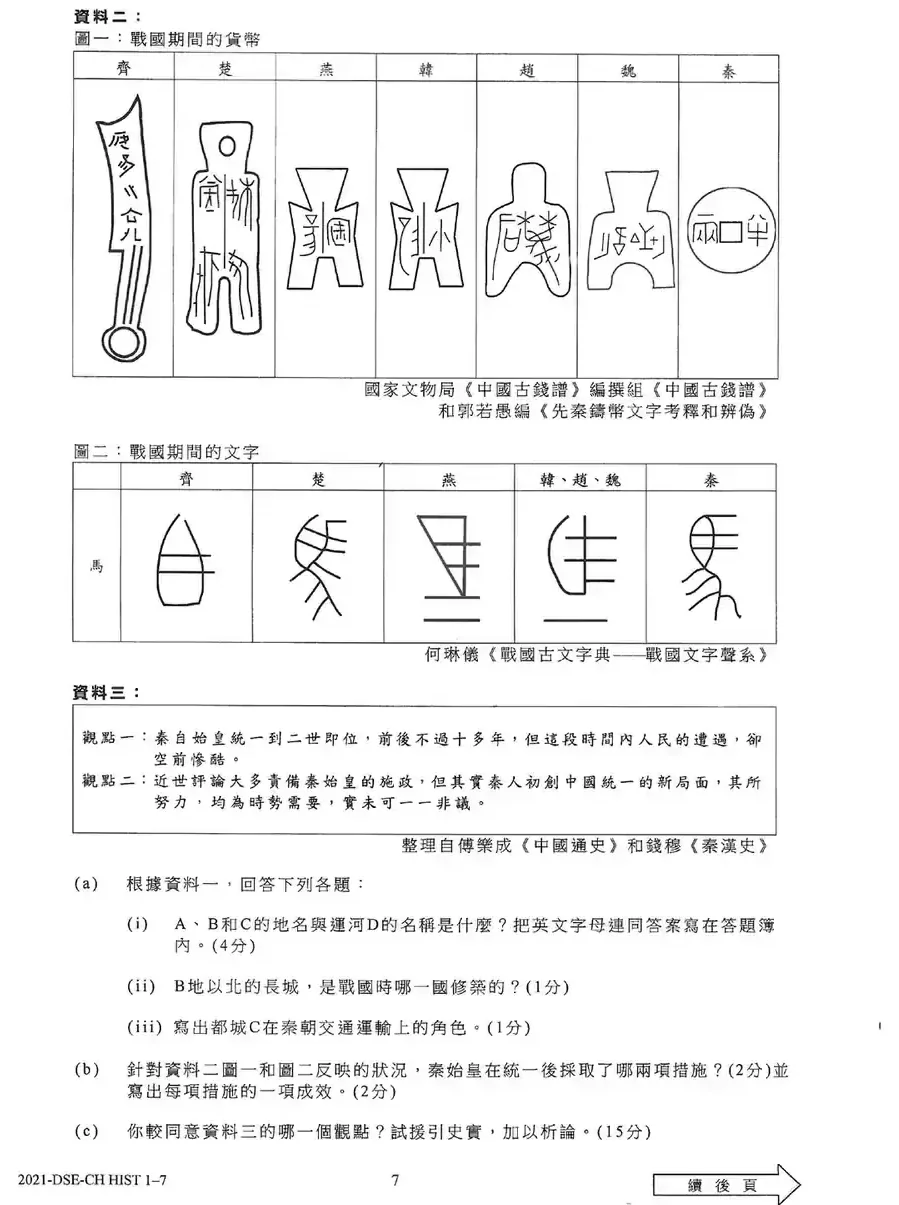 資料二：
圖一：戰國期間的貨幣
齊 楚 燕 韓 趙 魏 秦
國家文物局《中國古錢譜》編撰組《中國古錢譜》
和郭若愚編《先秦鑄幣文字考釋和辨偽》
圖二：戰國期間的文字
齊 楚 燕 韓、趙、魏 秦
馬
何琳儀《戰國古文字典——戰國文字聲系》
資料三：
觀點一：秦自始皇統一到二世即位，前後不過十多年，但這段時間內人民的遭遇，卻
空前慘酷。
觀點二：近世評論大多責備秦始皇的施政，但其實秦人初創中國統一的新局面，其所
努力，均為時勢需要，實未可一一非議。
整理自傅樂成《中國通史》和錢穆《秦漢史》
(a) 根據資料一，回答下列各題：
(i) A、B和C的地名與運河D的名稱是什麼？把英文字母連同答案寫在答題簿
內。(4分)
(ii) B地以北的長城，是戰國時哪一國修築的？(1分)
(iii) 寫出都城C在秦朝交通運輸上的角色。(1分)
(b) 針對資料二圖一和圖二反映的狀況，秦始皇在統一後採取了哪兩項措施？(2分)並
寫出每項措施的一項成效。(2分)
(c) 你較同意資料三的哪一個觀點？試援引史實，加以析論。(15分)
2021-DSE-CH HIST 1–7
7
續後頁